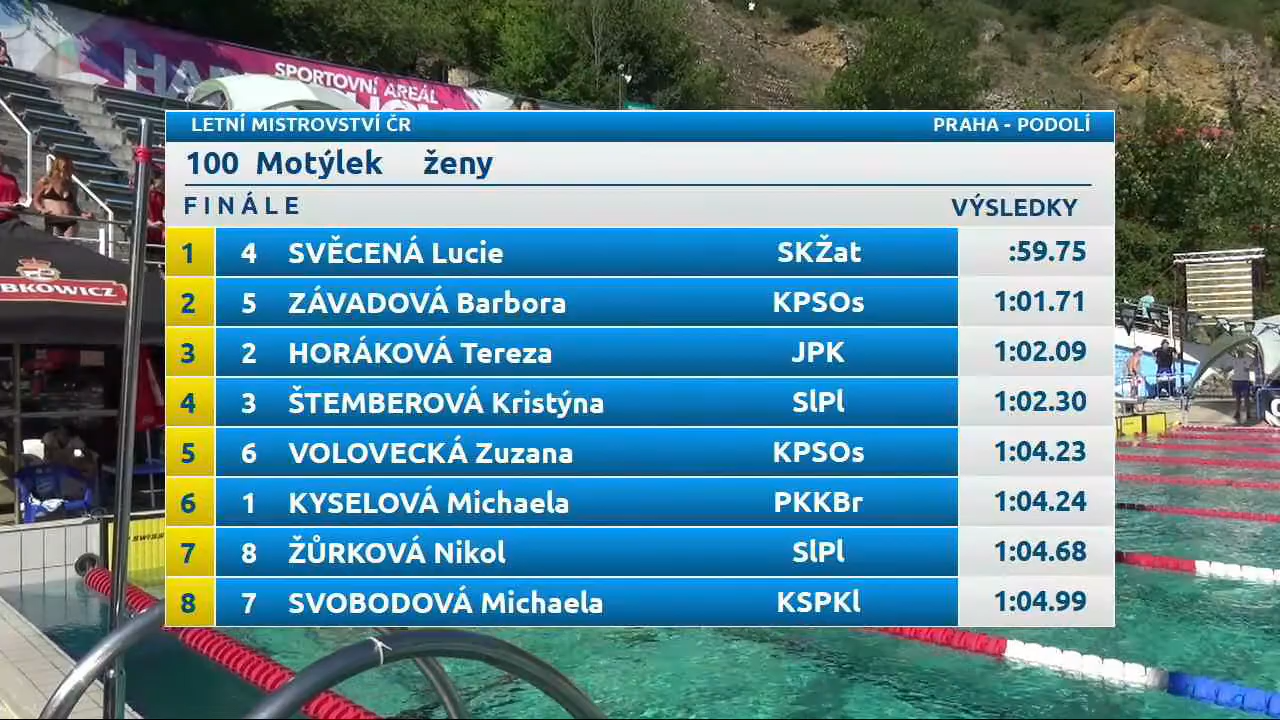 SPORTOVNÍ AREÁL
LETNÍ MISTROVSTVÍ ČR PRAHA - PODOLÍ
100 Motýlek ženy
FINÁLE VÝSLEDKY
1 4 SVĚCENÁ Lucie SKŽat :59.75
2 5 ZÁVADOVÁ Barbora KPSOs 1:01.71
3 2 HORÁKOVÁ Tereza JPK 1:02.09
4 3 ŠTEMBEROVÁ Kristýna SlPl 1:02.30
5 6 VOLOVECKÁ Zuzana KPSOs 1:04.23
6 1 KYSELOVÁ Michaela PKKBr 1:04.24
7 8 ŽŮRKOVÁ Nikol SlPl 1:04.68
8 7 SVOBODOVÁ Michaela KSPKl 1:04.99